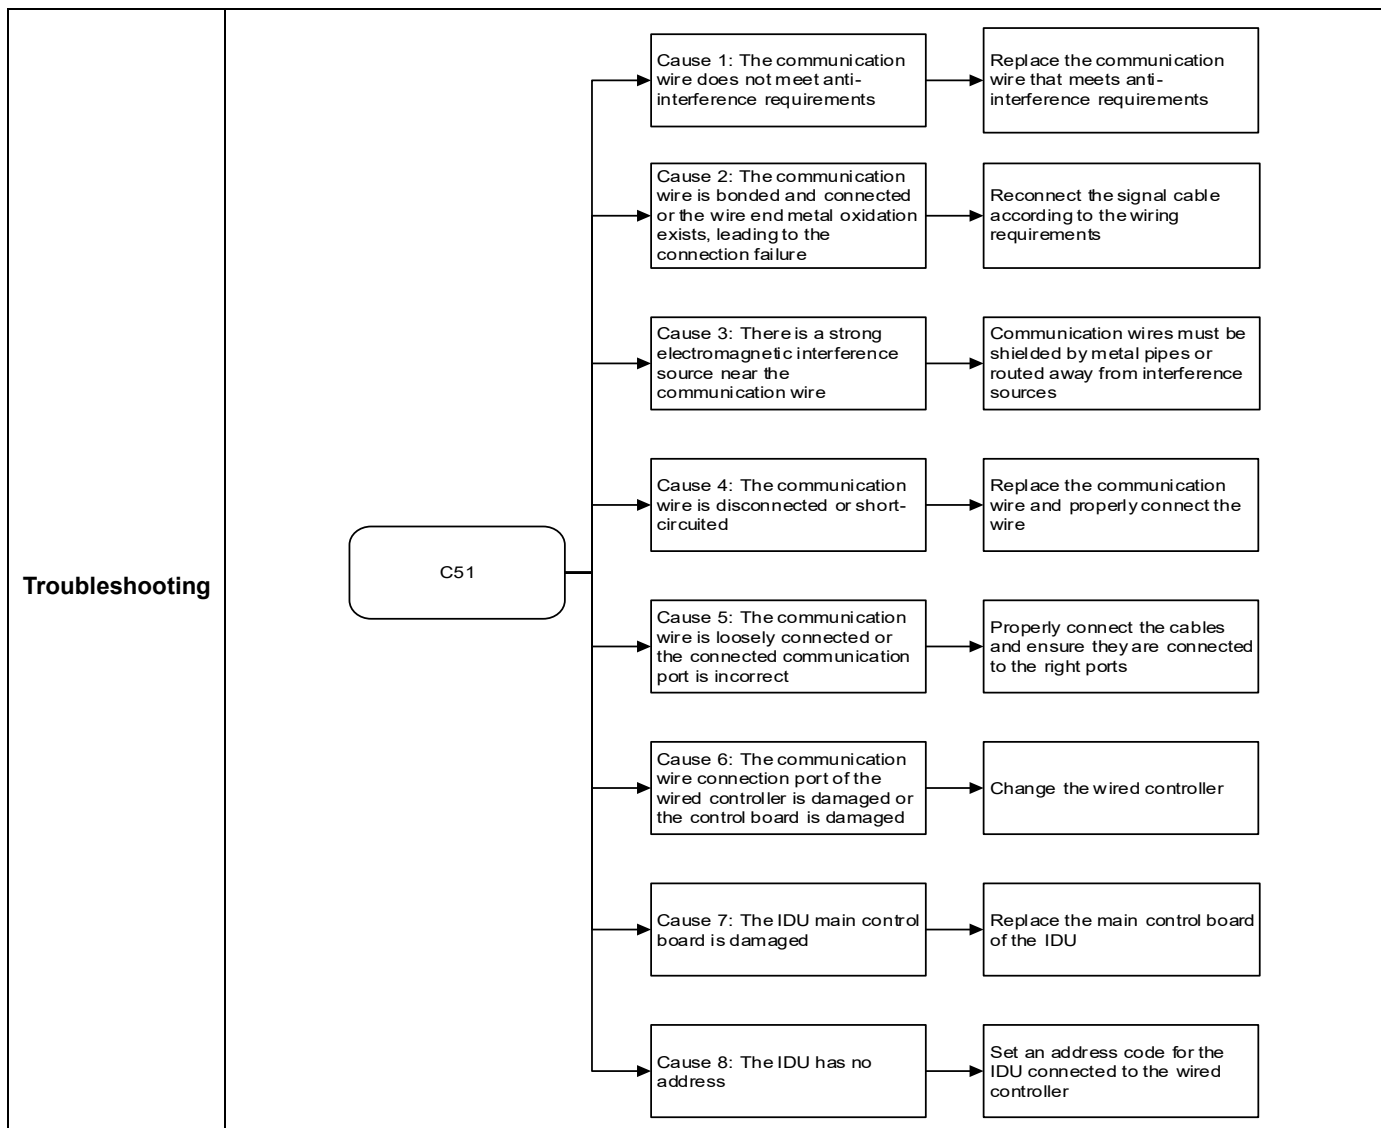 Troubleshooting
C51
Cause 1: The communication
wire does not meet anti-
interference requirements
Replace the communication
wire that meets anti-
interference requirements
Cause 2: The communication
wire is bonded and connected
or the wire end metal oxidation
exists, leading to the
connection failure
Reconnect the signal cable
according to the wiring
requirements
Cause 3: There is a strong
electromagnetic interference
source near the
communication wire
Communication wires must be
shielded by metal pipes or
routed away from interference
sources
Cause 4: The communication
wire is disconnected or short-
circuited
Replace the communication
wire and properly connect the
wire
Cause 5: The communication
wire is loosely connected or
the connected communication
port is incorrect
Properly connect the cables
and ensure they are connected
to the right ports
Cause 6: The communication
wire connection port of the
wired controller is damaged or
the control board is damaged
Change the wired controller
Cause 7: The IDU main control
board is damaged
Replace the main control board
of the IDU
Cause 8: The IDU has no
address
Set an address code for the
IDU connected to the wired
controller